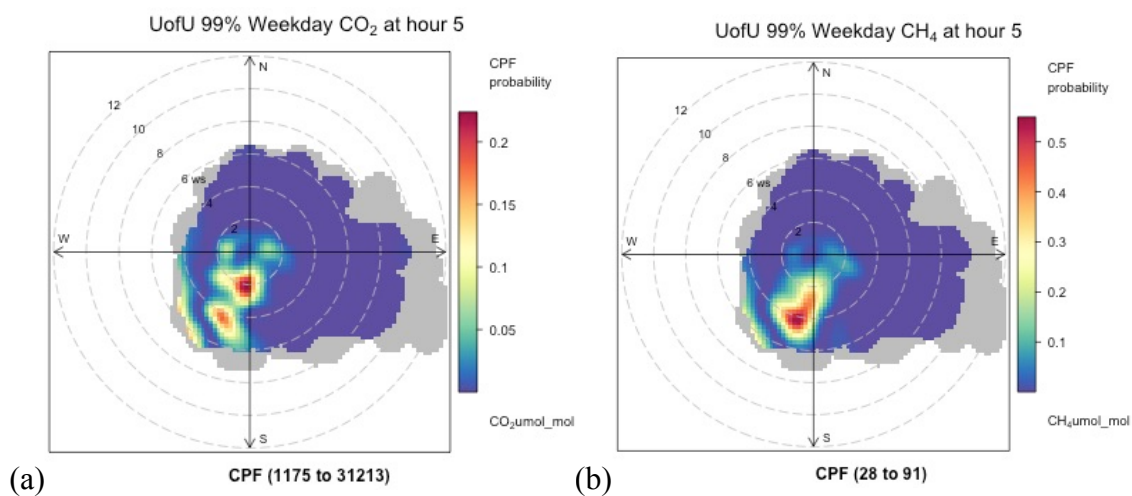 UofU 99% Weekday CO₂ at hour 5
CPF
probability
N
12
10
8
6 ws
4
2
W
E
S
0.2
0.15
0.1
0.05
CO₂umol_mol
CPF (1175 to 31213)
(a)
UofU 99% Weekday CH₄ at hour 5
CPF
probability
N
12
10
8
6 ws
4
2
W
E
S
0.5
0.4
0.3
0.2
0.1
CH₄umol_mol
CPF (28 to 91)
(b)